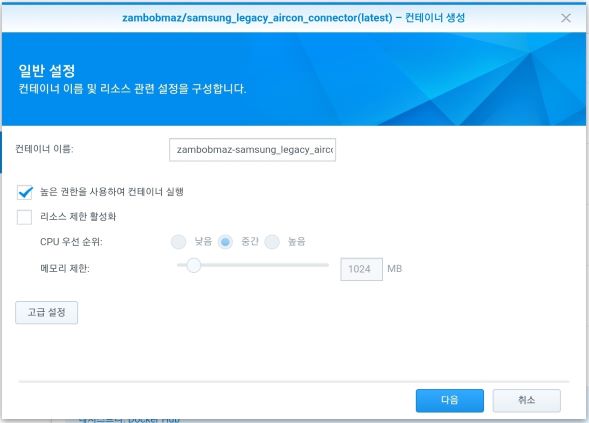 zambobmaz/samsung_legacy_aircon_connector(latest) – 컨테이너 생성
일반 설정
컨테이너 이름 및 리소스 관련 설정을 구성합니다.
컨테이너 이름:
zambobmaz-samsung_legacy_airco
높은 권한을 사용하여 컨테이너 실행
리소스 제한 활성화
CPU 우선 순위:
낮음 중간 높음
메모리 제한:
1024 MB
고급 설정
다음 취소
레지스트리: Docker Hub